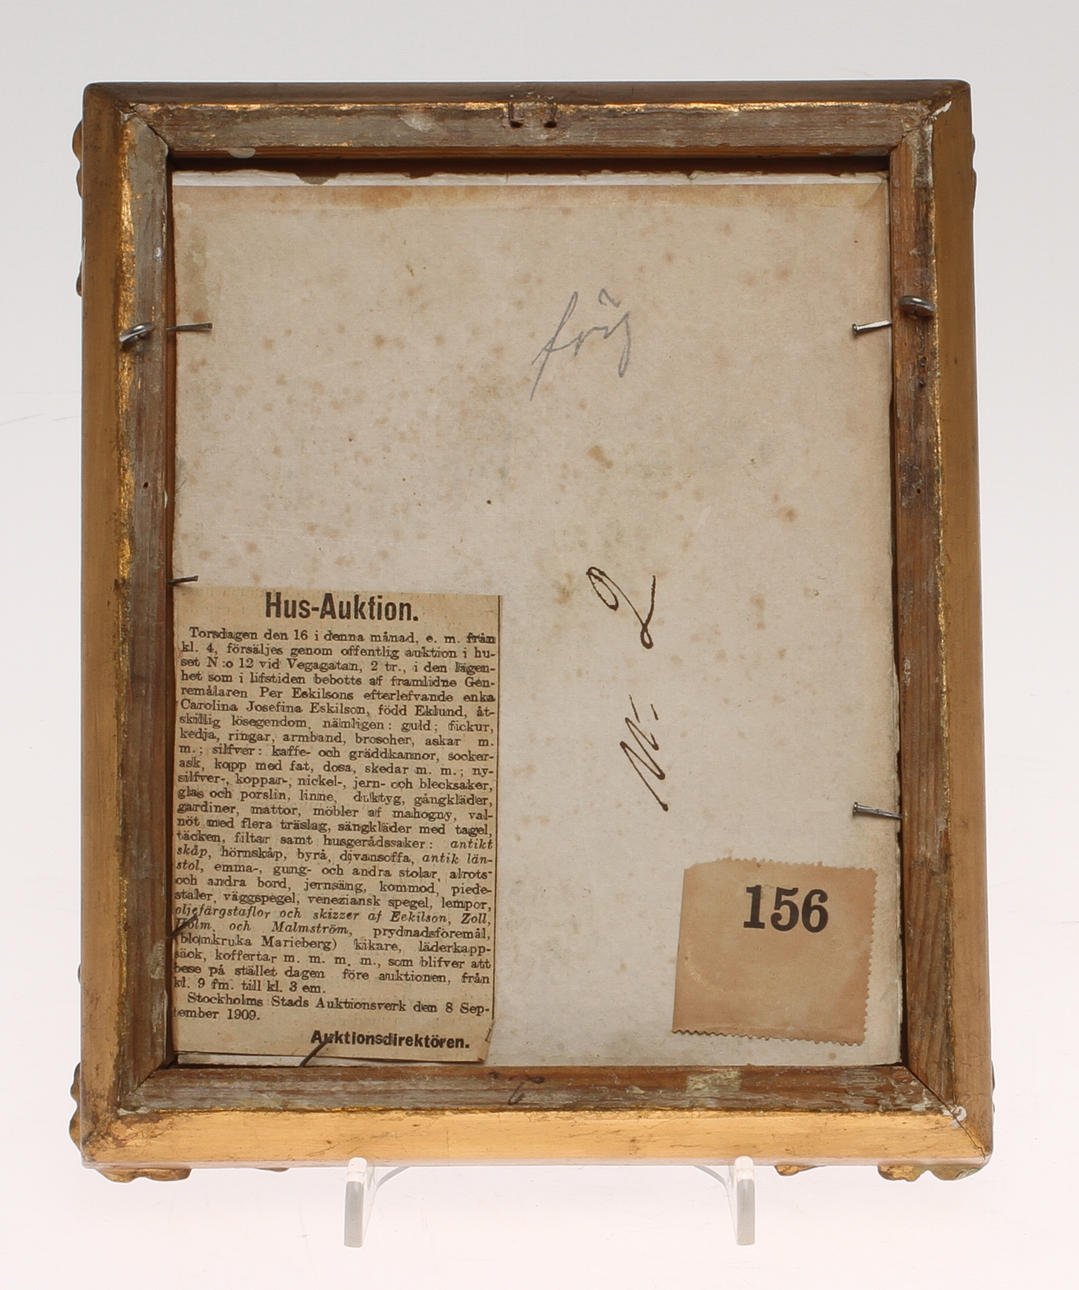 Hus-Auktion.
Torsdagen den 16 i denna månad, e. m. från
kl. 4, försäljes genom offentlig auktion i hu-
set N:o 12 vid Vegagatan, 2 tr., i den lägen-
het som i lifstiden bebotts af framlidne Gen-
remålaren Per Eskilsons efterlefvande enka
Carolina Josefina Eskilson, född Eklund, åt-
skillig lösegendom, nämligen: guld; fickur,
kedja, ringar, armband, broscher, askar m.
m.; silfver: kaffe- och gräddkannor, socker-
ask, kopp med fat, dosa, skedar m. m.; ny-
silfver-, koppar-, nickel-, jern- och blecksaker,
glas och porslin, linne, duktyg, gångkläder,
gardiner, mattor, möbler af mahogny, val-
nöt med flera träslag, sängkläder med tagel,
täcken, filtar samt husgerådssaker: antikt
skåp, hörnskåp, byrå, divansoffa, antik län-
stol, emma-, gung- och andra stolar, alrots-
och andra bord, jernsäng, kommod, piede-
staler, väggspegel, veneziansk spegel, lempor,
oljefärgstaflor och skizzer af Eskilson, Zoll,
Holm, och Malmström, prydnadsföremål,
(blomkruka Marieberg) kikare, läderkapp-
säck, koffertar m. m. m. m., som blifver att
bese på stället dagen före auktionen, från
kl. 9 fm. till kl. 3 em.
Stockholms Stads Auktionsverk dem 8 Sep-
tember 1909.
Auktionsdirektören.
156